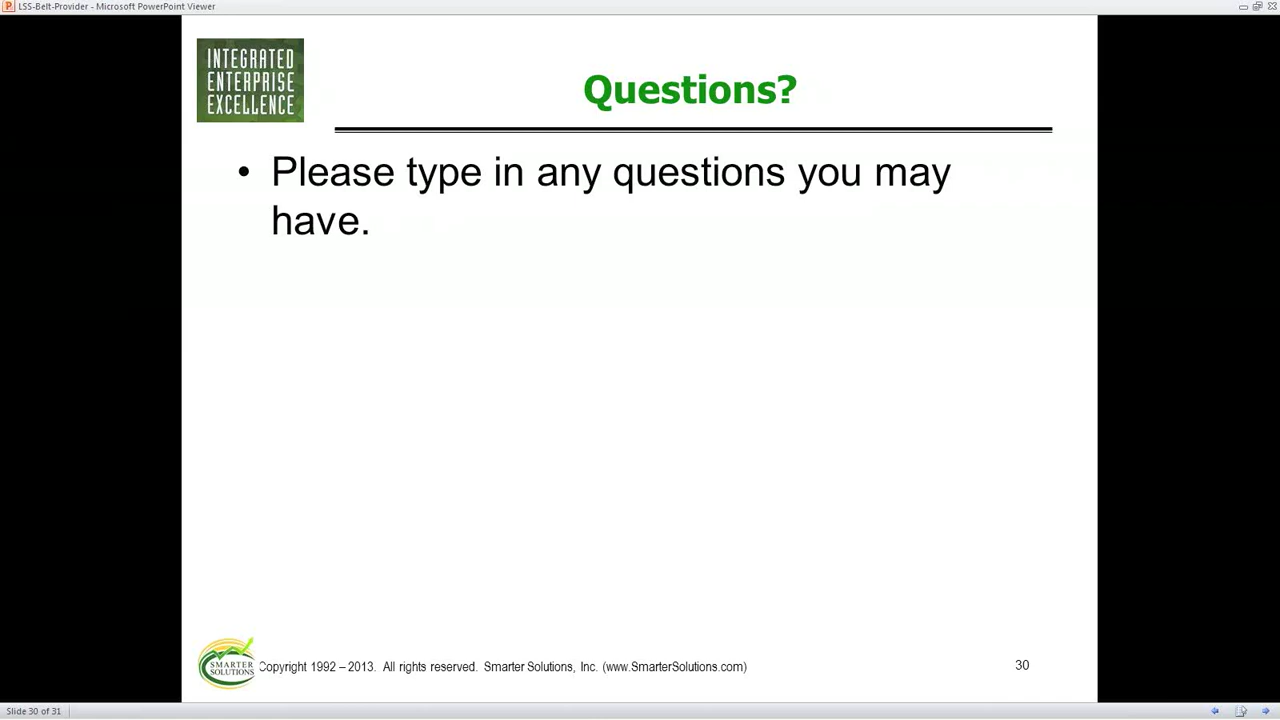 LSS-Belt-Provider - Microsoft PowerPoint Viewer
INTEGRATED
ENTERPRISE
EXCELLENCE
Questions?
• Please type in any questions you may
have.
SMARTER
SOLUTIONS
Copyright 1992 – 2013. All rights reserved. Smarter Solutions, Inc. (www.SmarterSolutions.com)
30
Slide 30 of 31